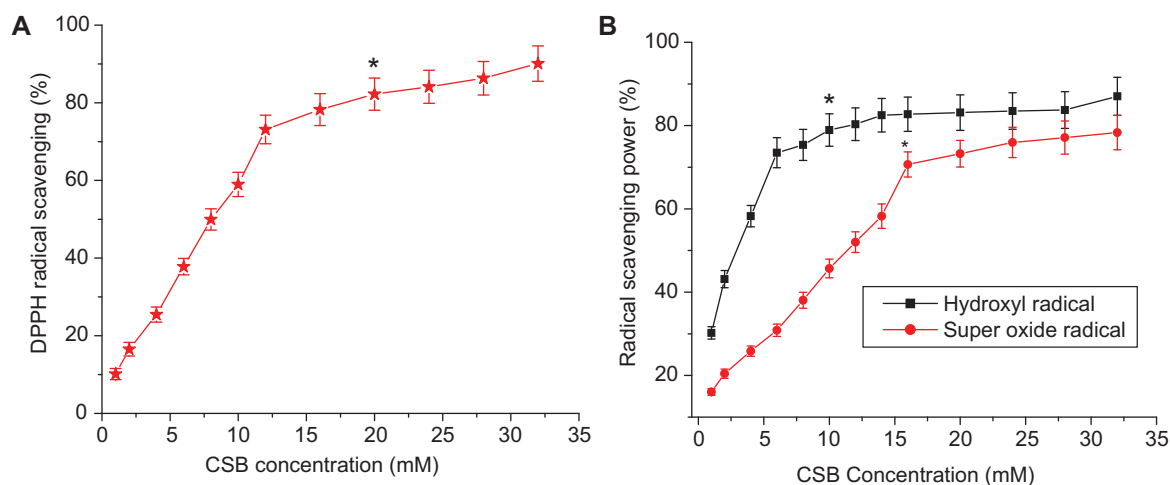 A
DPPH radical scavenging (%)
100
80
60
40
20
0
*
0 5 10 15 20 25 30 35
CSB concentration (mM)
B
Radical scavenging power (%)
100
80
60
40
20
*
*
Hydroxyl radical
Super oxide radical
0 5 10 15 20 25 30 35
CSB Concentration (mM)